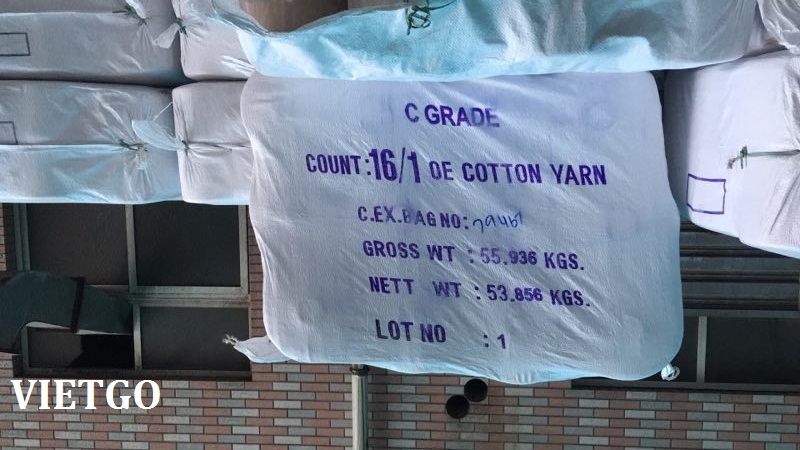 C GRADE
COUNT:16/1 OE COTTON YARN
C.EX.BAG NO:
GROSS WT : 55.936 KGS.
NETT WT : 53.856 KGS.
LOT NO : 1
VIETGO